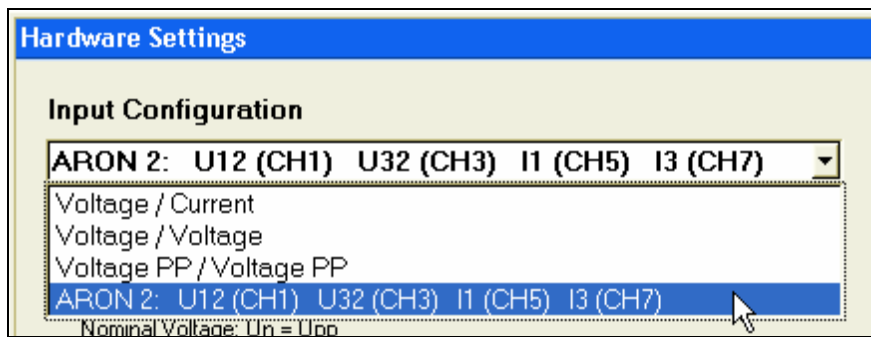 Hardware Settings
Input Configuration
ARON 2: U12 (CH1) U32 (CH3) I1 (CH5) I3 (CH7)
Voltage / Current
Voltage / Voltage
Voltage PP / Voltage PP
ARON 2: U12 (CH1) U32 (CH3) I1 (CH5) I3 (CH7)
Nominal Voltage: Un = Upp